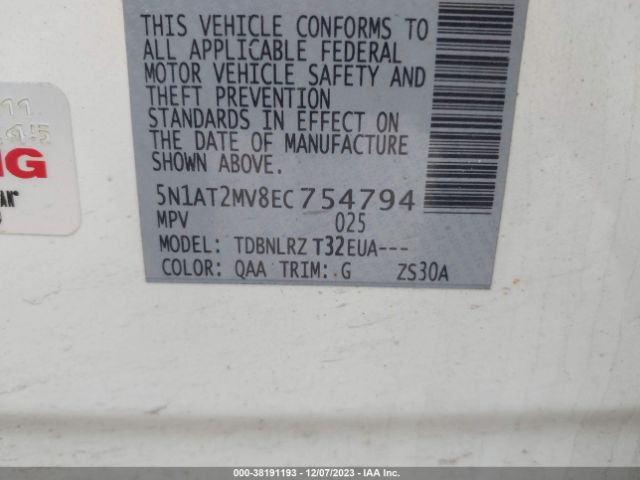 THIS VEHICLE CONFORMS TO
ALL APPLICABLE FEDERAL
MOTOR VEHICLE SAFETY AND
THEFT PREVENTION
STANDARDS IN EFFECT ON
THE DATE OF MANUFACTURE
SHOWN ABOVE.
5N1AT2MV8EC754794
MPV 025
MODEL: TDBNLRZ T32EUA---
COLOR: QAA TRIM: G ZS30A
NG
000-38191193 - 12/07/2023 - IAA Inc.